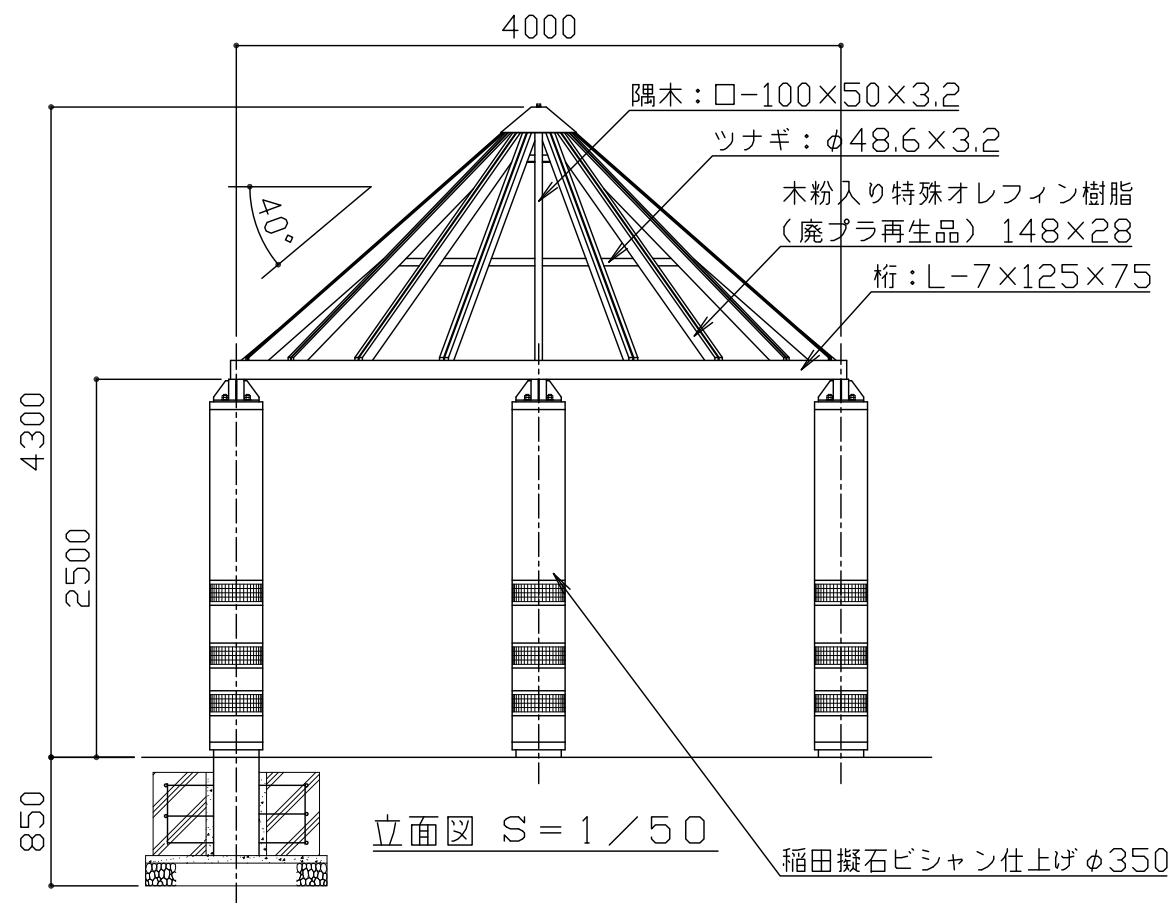 4000
隅木：ロ-100×50×3.2
ツナギ：φ48.6×3.2
木粉入り特殊オレフィン樹脂
（廃プラ再生品） 148×28
桁：L-7×125×75
40°
4300
2500
850
立面図 S=1/50
稲田擬石ビシャン仕上げφ350